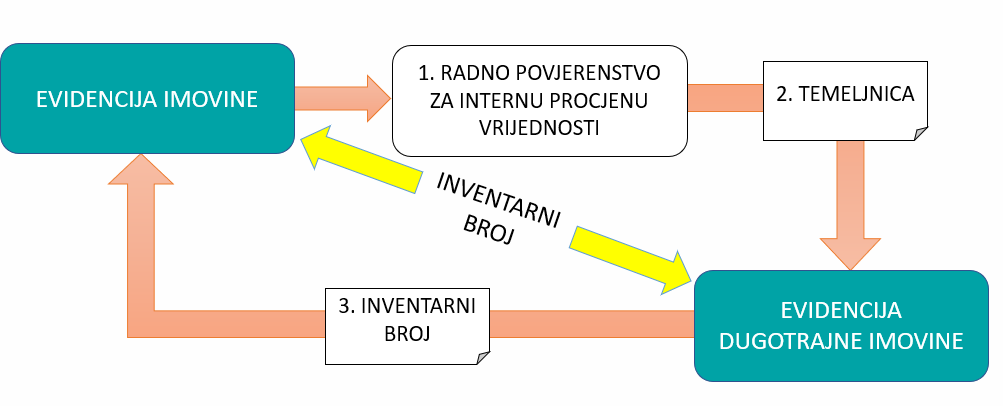 EVIDENCIJA IMOVINE
1. RADNO POVJERENSTVO
ZA INTERNU PROCJENU
VRIJEDNOSTI
2. TEMELJNICA
INVENTARNI
BROJ
3. INVENTARNI
BROJ
EVIDENCIJA
DUGOTRAJNE IMOVINE